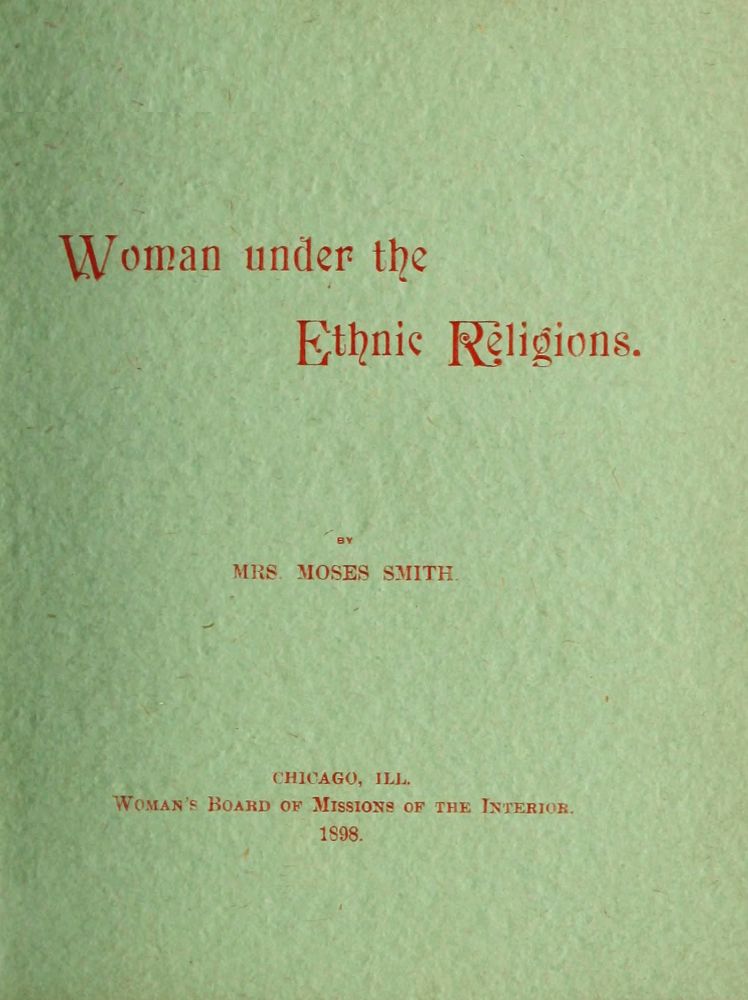 Woman under the
Ethnic Religions.
BY
MRS. MOSES SMITH.
CHICAGO, ILL.
WOMAN'S BOARD OF MISSIONS OF THE INTERIOR.
1898.